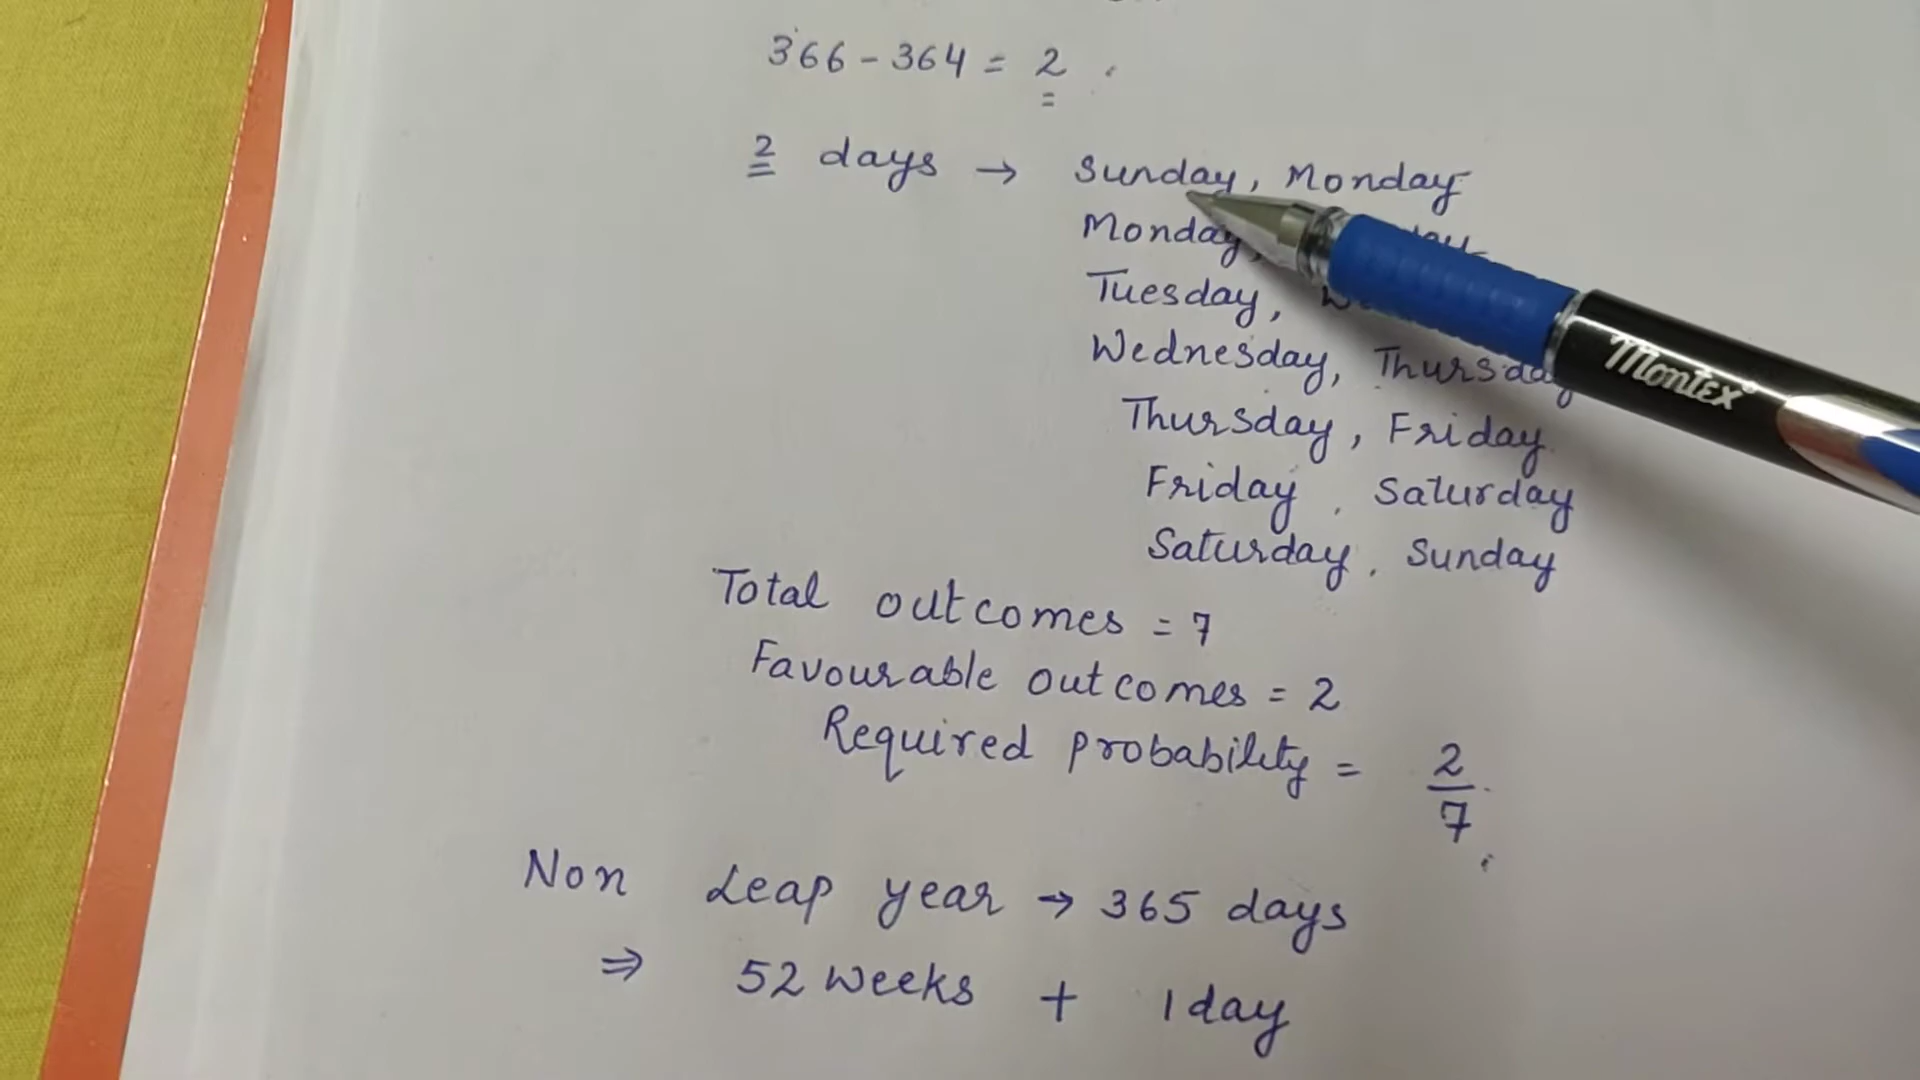 366 - 364 = 2
2 days → Sunday, Monday
Monday,
Tuesday,
Wednesday, Thursday
Thursday, Friday
Friday, Saturday
Saturday, Sunday
Total outcomes = 7
Favourable outcomes = 2
Required probability = 2/7.
Non Leap year → 365 days
⇒ 52 weeks + 1 day
Montex